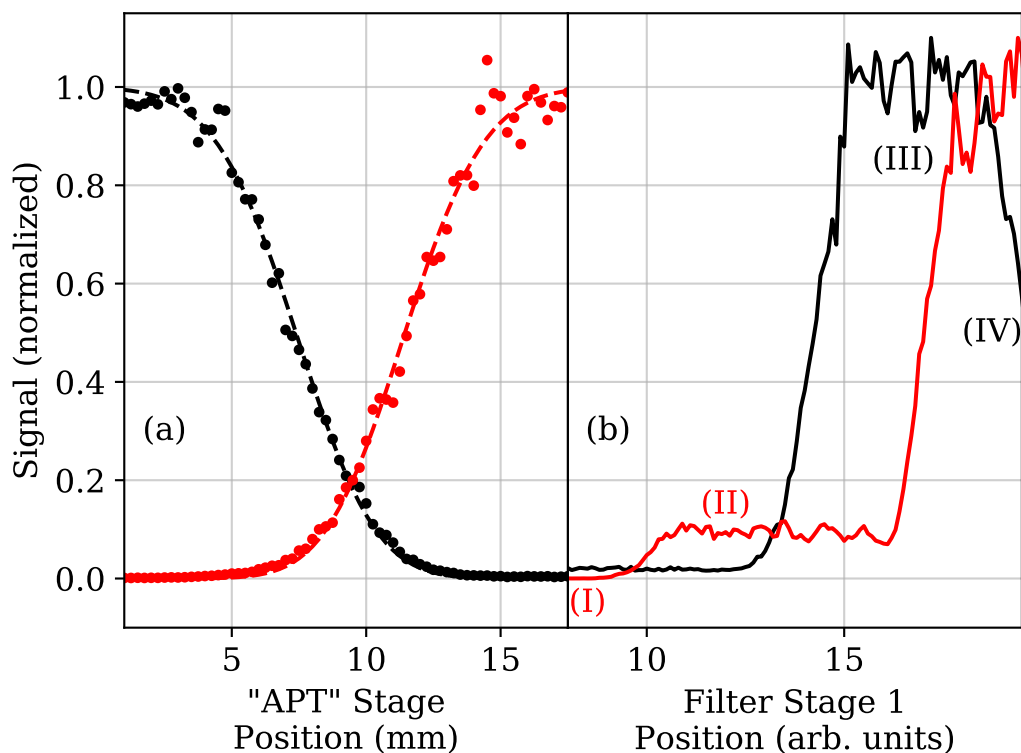 Signal (normalized)
1.0
0.8
0.6
0.4
0.2
0.0
(a)
5
10
15
"APT" Stage
Position (mm)
(III)
(IV)
(b)
(II)
(I)
10
15
Filter Stage 1
Position (arb. units)